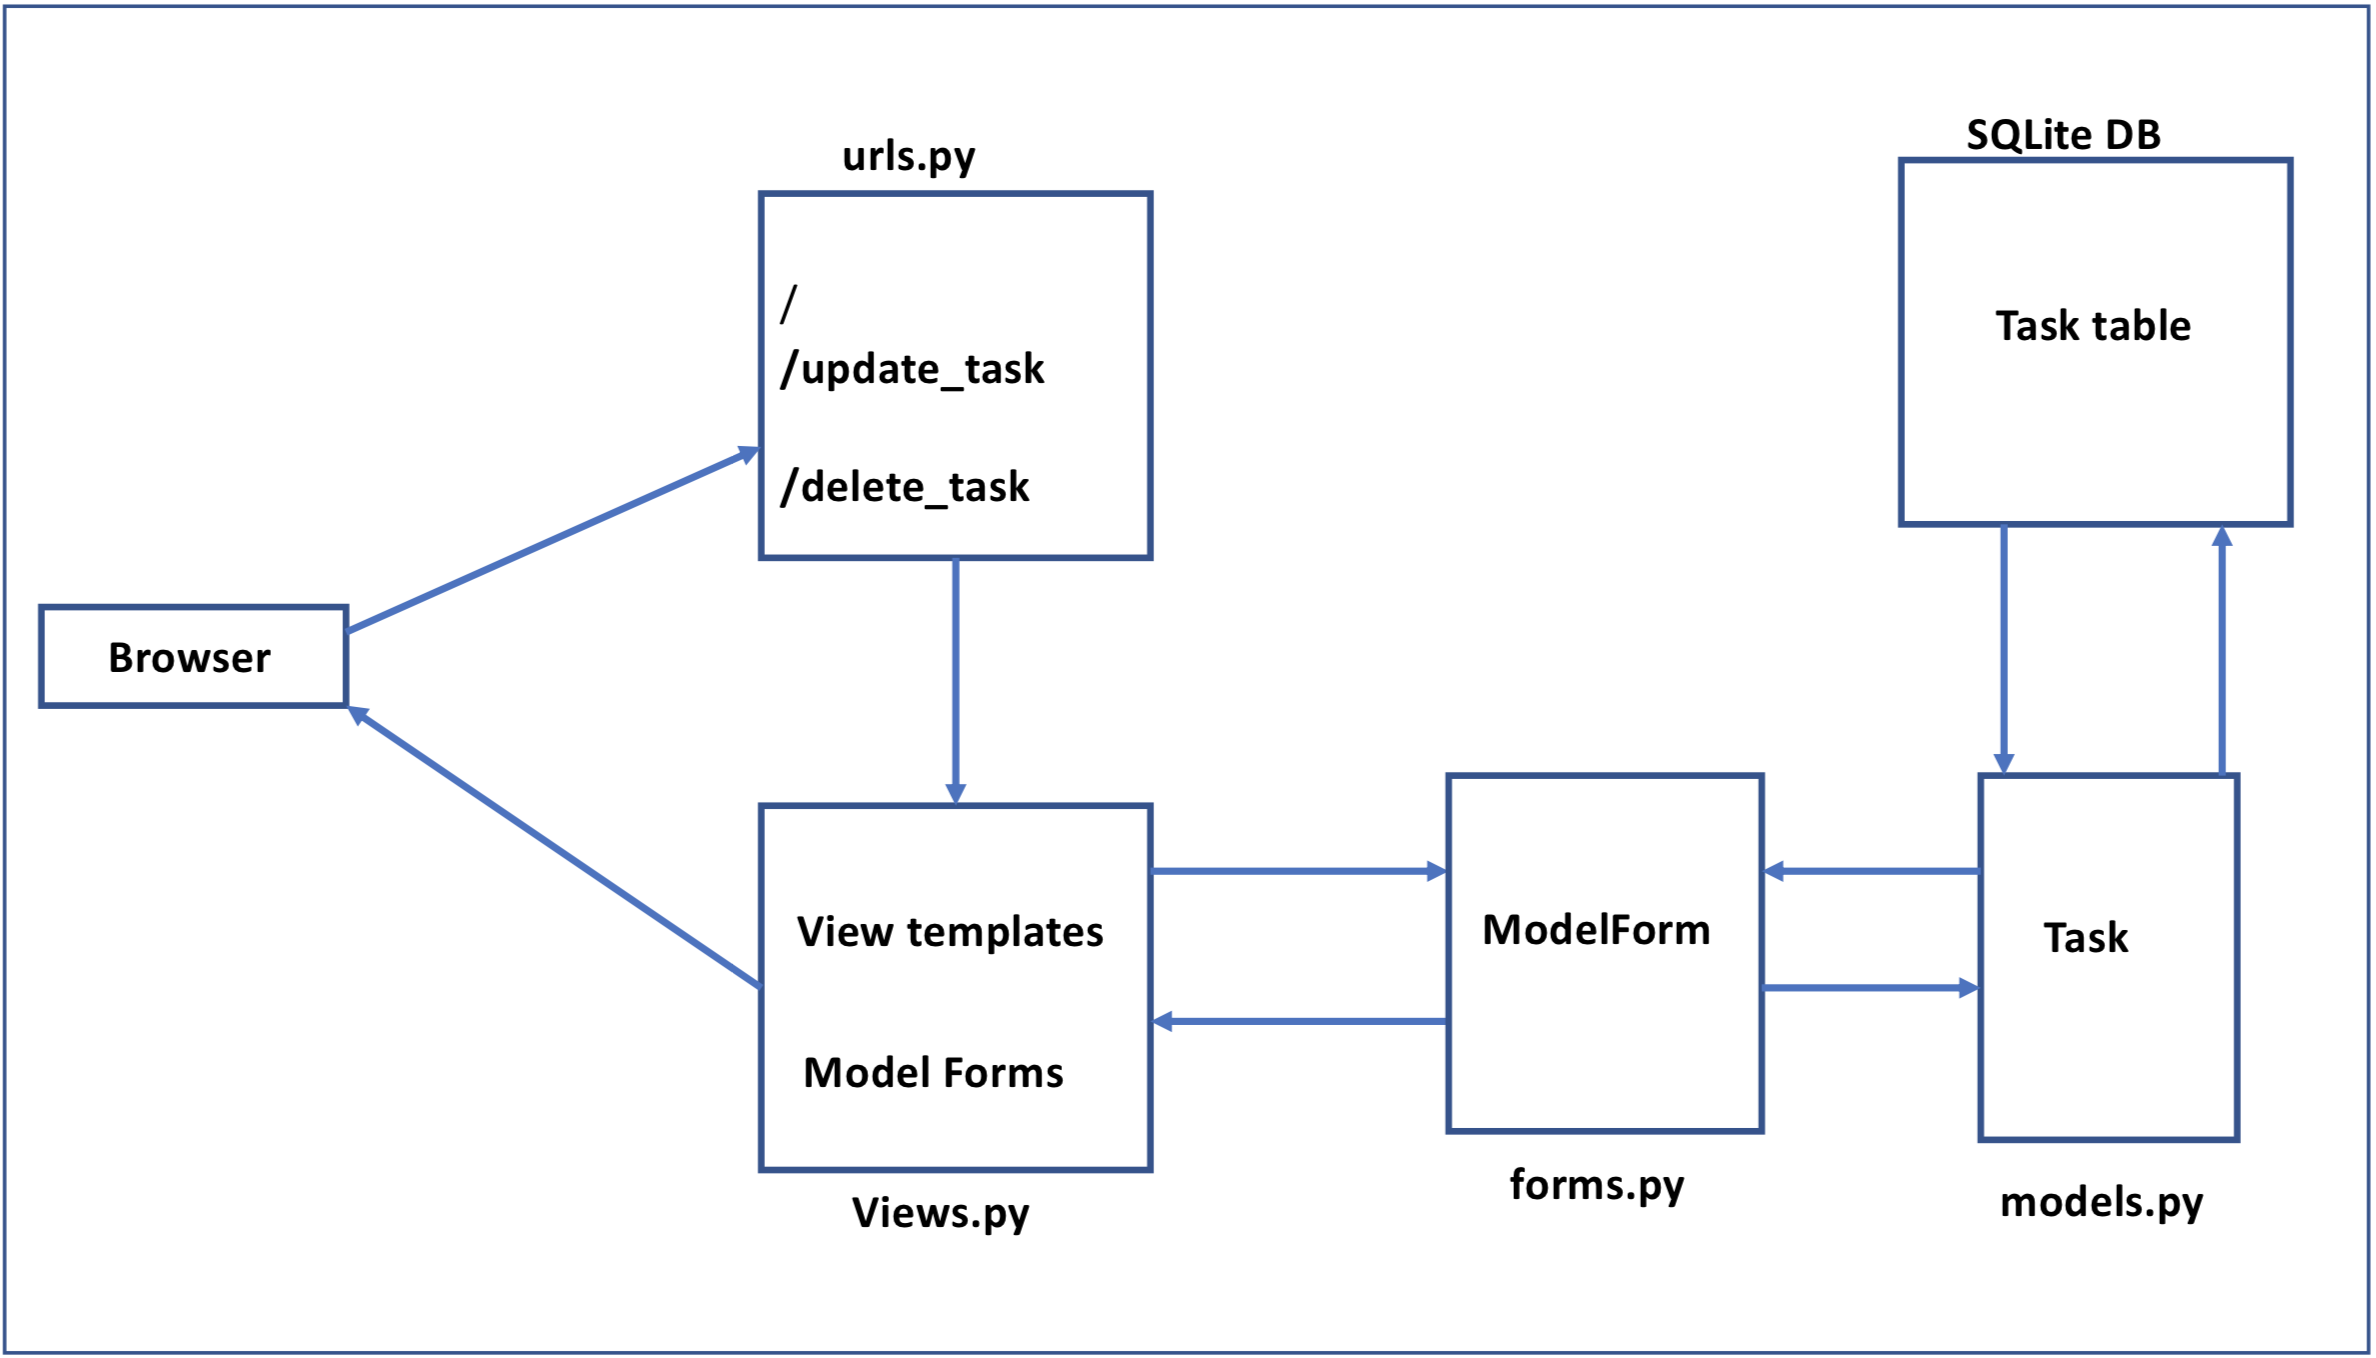 urls.py
/
/update_task
/delete_task
SQLite DB
Task table
Browser
View templates
Model Forms
Views.py
ModelForm
forms.py
Task
models.py